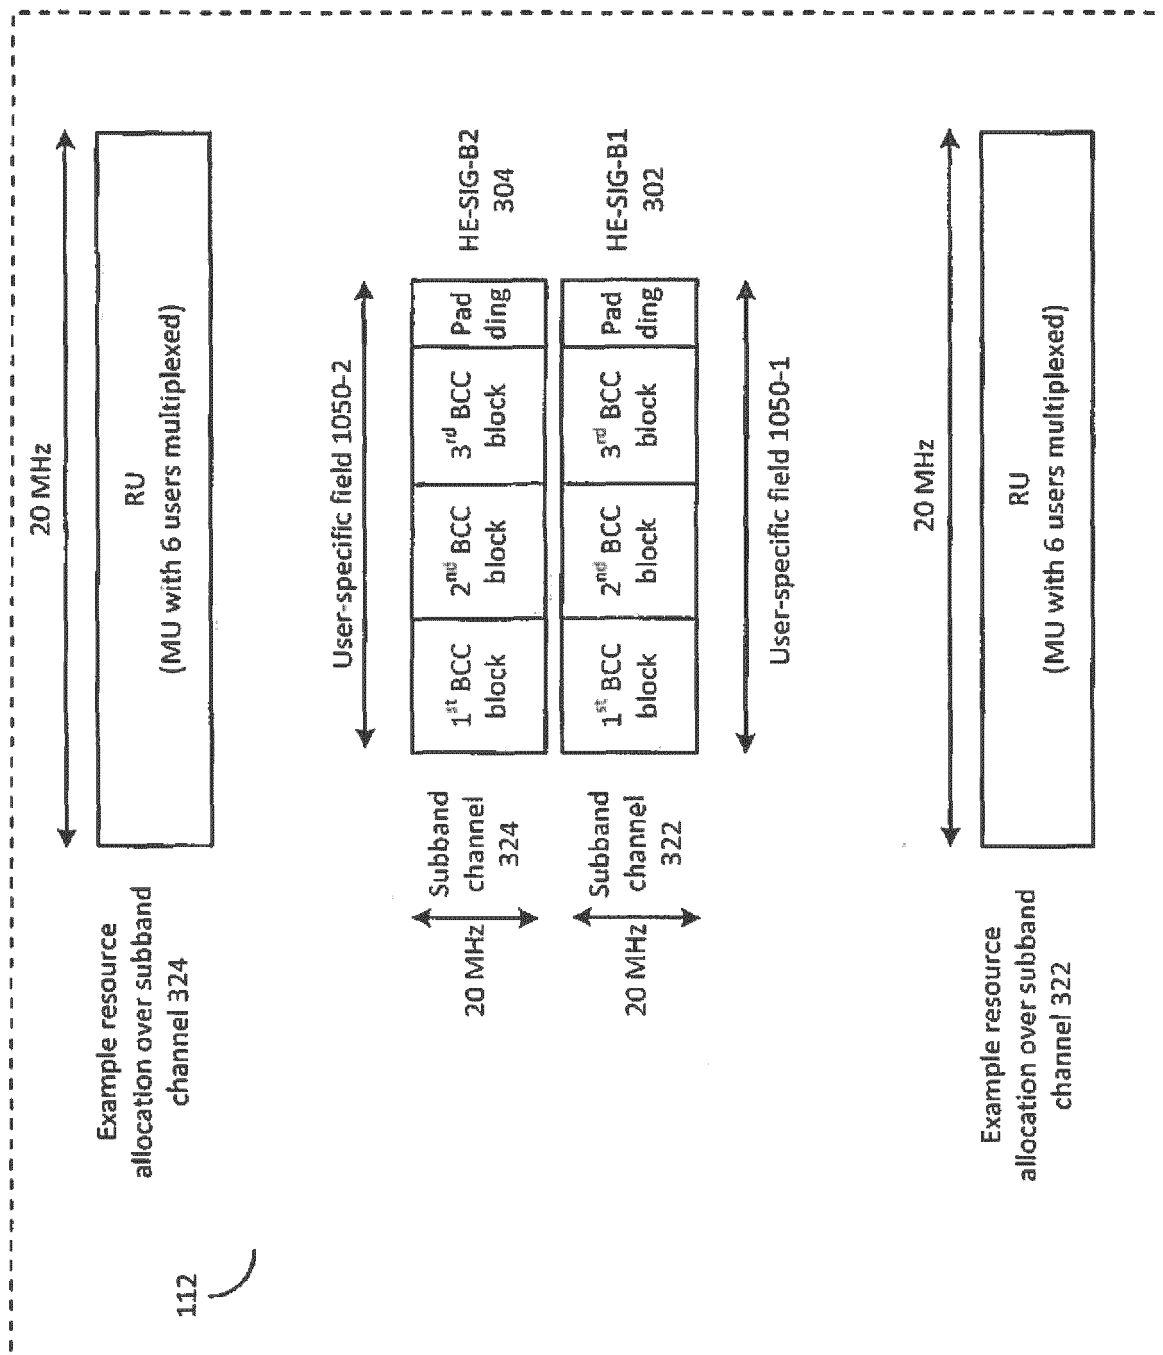 112
Example resource
allocation over subband
channel 324
20 MHz
RU
(MU with 6 users multiplexed)
User-specific field 1050-2
20 MHz
Subband
channel
324
1st BCC
block
2nd BCC
block
3rd BCC
block
Pad
ding
HE-SIG-B2
304
20 MHz
Subband
channel
322
1st BCC
block
2nd BCC
block
3rd BCC
block
Pad
ding
HE-SIG-B1
302
User-specific field 1050-1
Example resource
allocation over subband
channel 322
20 MHz
RU
(MU with 6 users multiplexed)